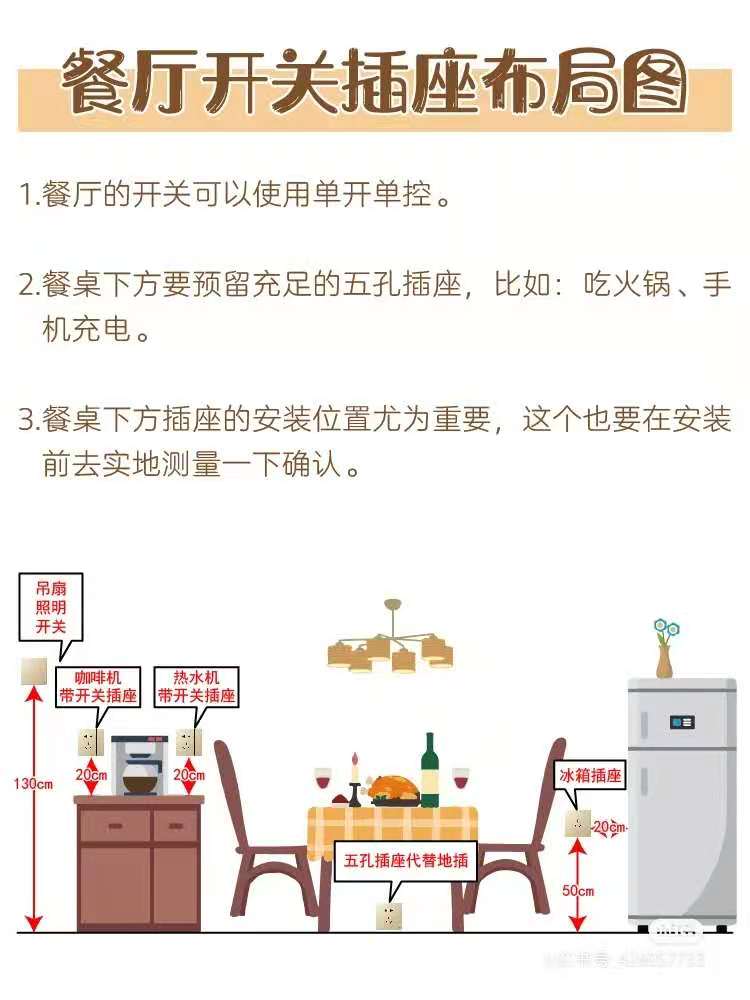 餐厅开关插座布局图
1.餐厅的开关可以使用单开单控。
2.餐桌下方要预留充足的五孔插座，比如：吃火锅、手
机充电。
3.餐桌下方插座的安装位置尤为重要，这个也要在安装
前去实地测量一下确认。
吊扇
照明
开关
咖啡机
带开关插座
热水机
带开关插座
20cm
20cm
130cm
冰箱插座
20cm
50cm
五孔插座代替地插